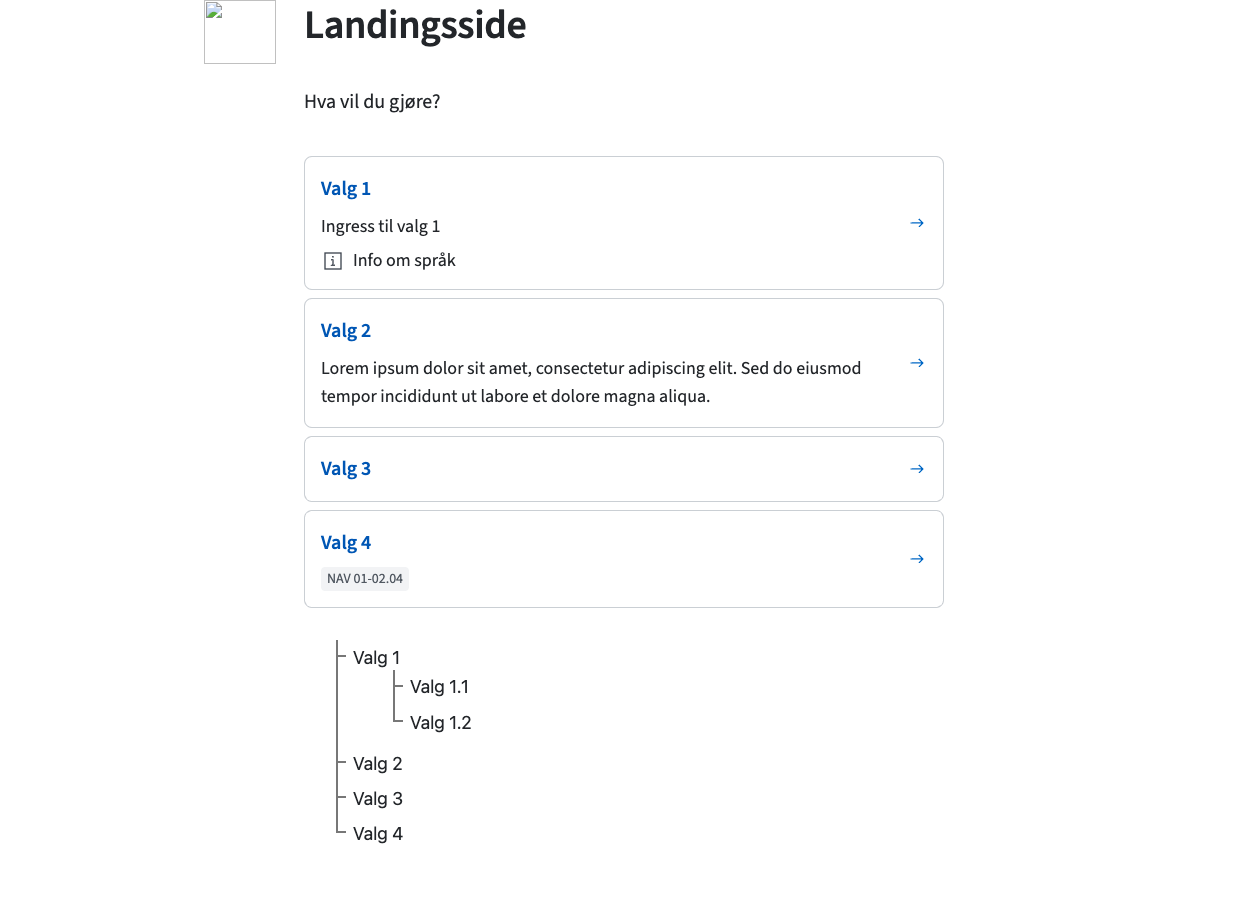 Landingsside
Hva vil du gjøre?
Valg 1
Ingress til valg 1
Info om språk
Valg 2
Lorem ipsum dolor sit amet, consectetur adipiscing elit. Sed do eiusmod
tempor incididunt ut labore et dolore magna aliqua.
Valg 3
Valg 4
NAV 01-02.04
Valg 1
Valg 1.1
Valg 1.2
Valg 2
Valg 3
Valg 4